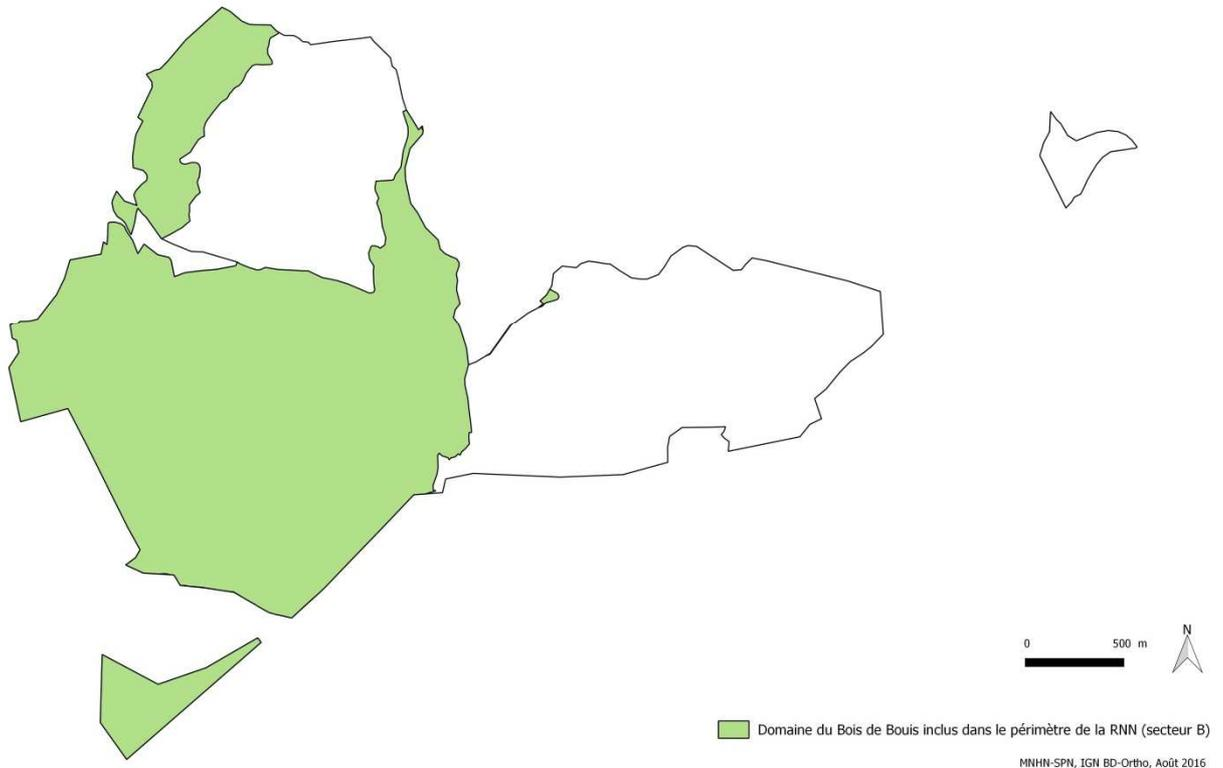 N
0 500 m
Domaine du Bois de Bouis inclus dans le périmètre de la RNN (secteur B)
MNHN-SPN, IGN BD-Ortho, Août 2016